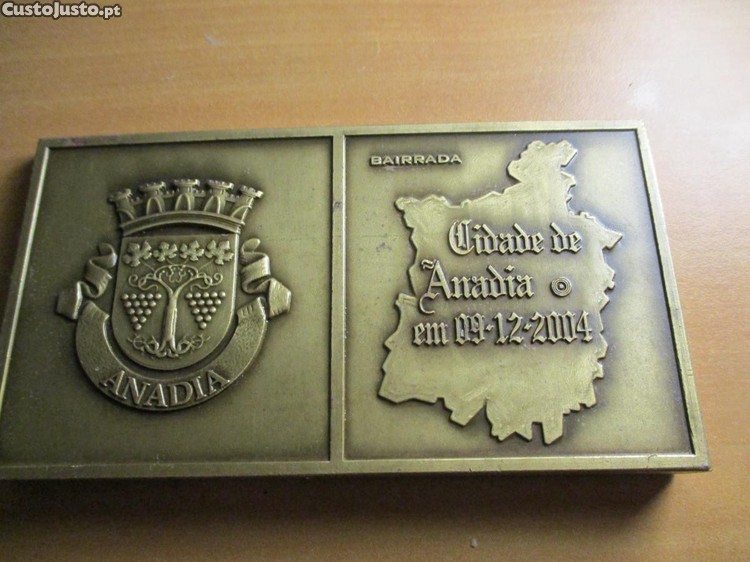 CustoJusto.pt
ANADIA
BAIRRADA
Cidade de
Anadia
em 09-12-2004